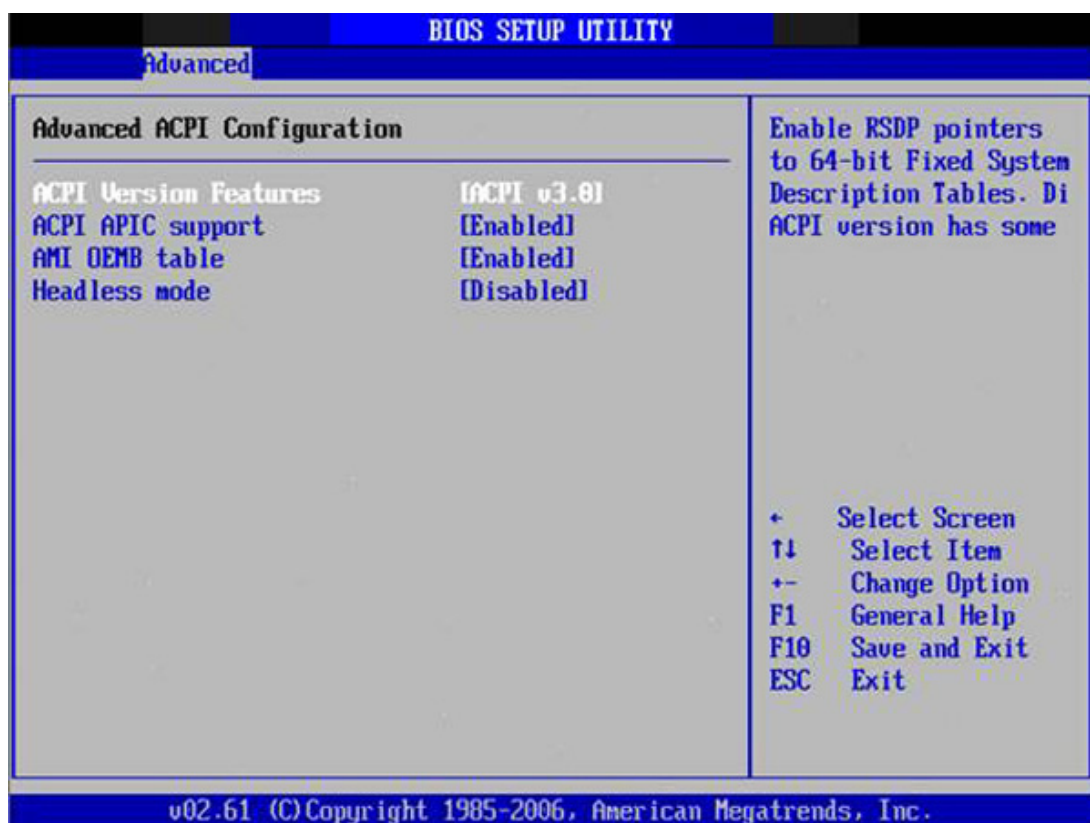 BIOS SETUP UTILITY
Advanced
Advanced ACPI Configuration
ACPI Version Features [ACPI v3.0]
ACPI APIC support [Enabled]
AMI OEMB table [Enabled]
Headless mode [Disabled]
Enable RSDP pointers
to 64-bit Fixed System
Description Tables. Di
ACPI version has some
← Select Screen
↑↓ Select Item
+- Change Option
F1 General Help
F10 Save and Exit
ESC Exit
v02.61 (C)Copyright 1985-2006, American Megatrends, Inc.